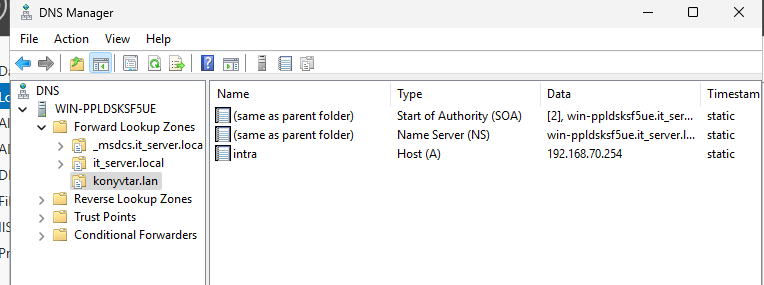 DNS Manager
File Action View Help
DNS
WIN-PPLDSKSF5UE
Forward Lookup Zones
_msdcs.it_server.loca
it_server.local
konyvtar.lan
Reverse Lookup Zones
Trust Points
Conditional Forwarders
Name Type Data Timestam
(same as parent folder) Start of Authority (SOA) [2], win-ppldsksf5ue.it_ser... static
(same as parent folder) Name Server (NS) win-ppldsksf5ue.it_server.l... static
intra Host (A) 192.168.70.254 static